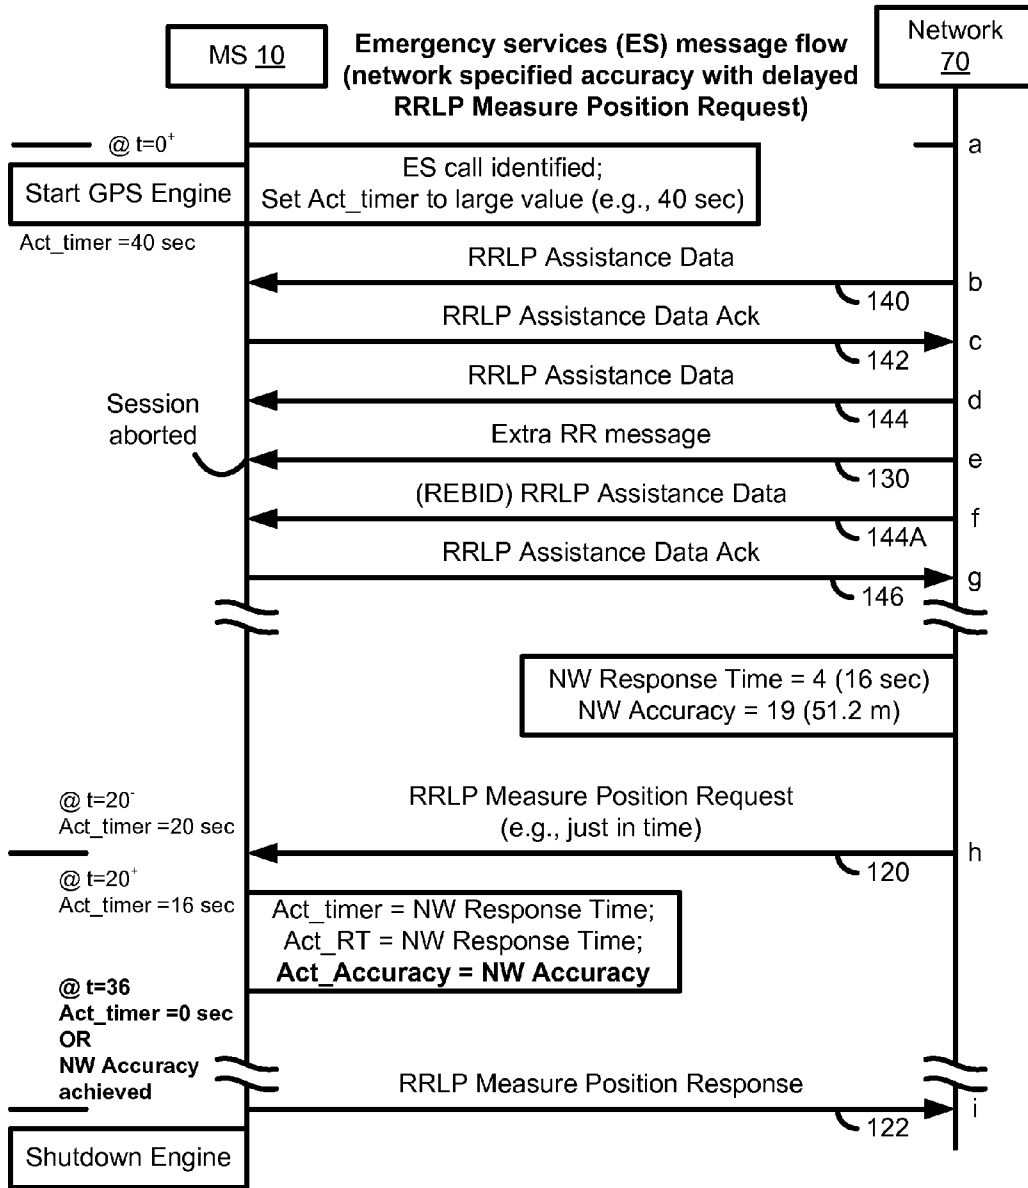 MS 10
Emergency services (ES) message flow
(network specified accuracy with delayed
RRLP Measure Position Request)
Network
70
@ t=0+
a
Start GPS Engine
ES call identified;
Set Act_timer to large value (e.g., 40 sec)
Act_timer =40 sec
RRLP Assistance Data
b
140
RRLP Assistance Data Ack
c
142
RRLP Assistance Data
d
144
Session
aborted
Extra RR message
e
130
(REBID) RRLP Assistance Data
f
144A
RRLP Assistance Data Ack
g
146
NW Response Time = 4 (16 sec)
NW Accuracy = 19 (51.2 m)
@ t=20-
Act_timer =20 sec
RRLP Measure Position Request
(e.g., just in time)
h
120
@ t=20+
Act_timer =16 sec
Act_timer = NW Response Time;
Act_RT = NW Response Time;
Act_Accuracy = NW Accuracy
@ t=36
Act_timer =0 sec
OR
NW Accuracy
achieved
RRLP Measure Position Response
i
122
Shutdown Engine